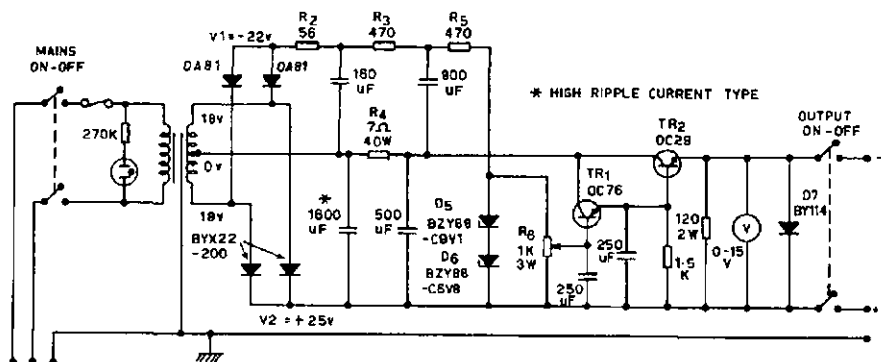 MAINS
ON-OFF
270K
V1=-22V
OA81
OA81
R2
56
R3
470
R5
470
160
uF
900
uF
* HIGH RIPPLE CURRENT TYPE
18v
0v
18v
R4
7Ω
40W
*
1600
uF
500
uF
BYX22
-200
V2 = +25v
D5
BZY88
-C9V1
D6
BZY88
-C6V8
R6
1K
3W
TR1
OC76
TR2
OC28
250
uF
250
uF
1.5
K
120
2W
V
0-15
V
D7
BY114
OUTPUT
ON-OFF